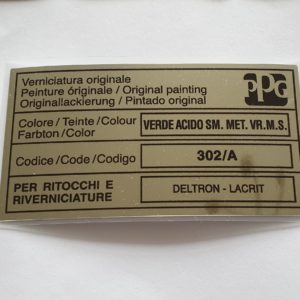 Verniciatura originale
Peinture óriginale / Original painting
Originallackierung / Pintado original
PPG
Colore / Teinte / Colour
Farbton / Color
VERDE ACIDO SM. MET. VR.M.S.
Codice / Code / Codigo
302/A
PER RITOCCHI E
RIVERNICIATURE
DELTRON - LACRIT